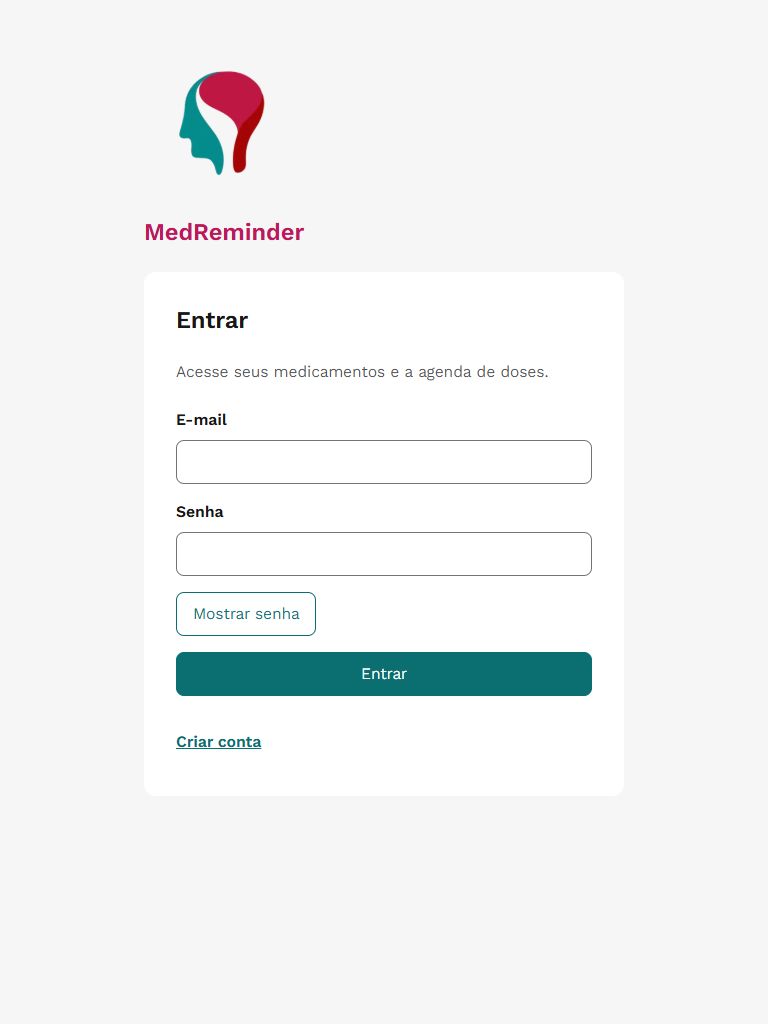 MedReminder
Entrar
Acesse seus medicamentos e a agenda de doses.
E-mail
Senha
Mostrar senha
Entrar
Criar conta